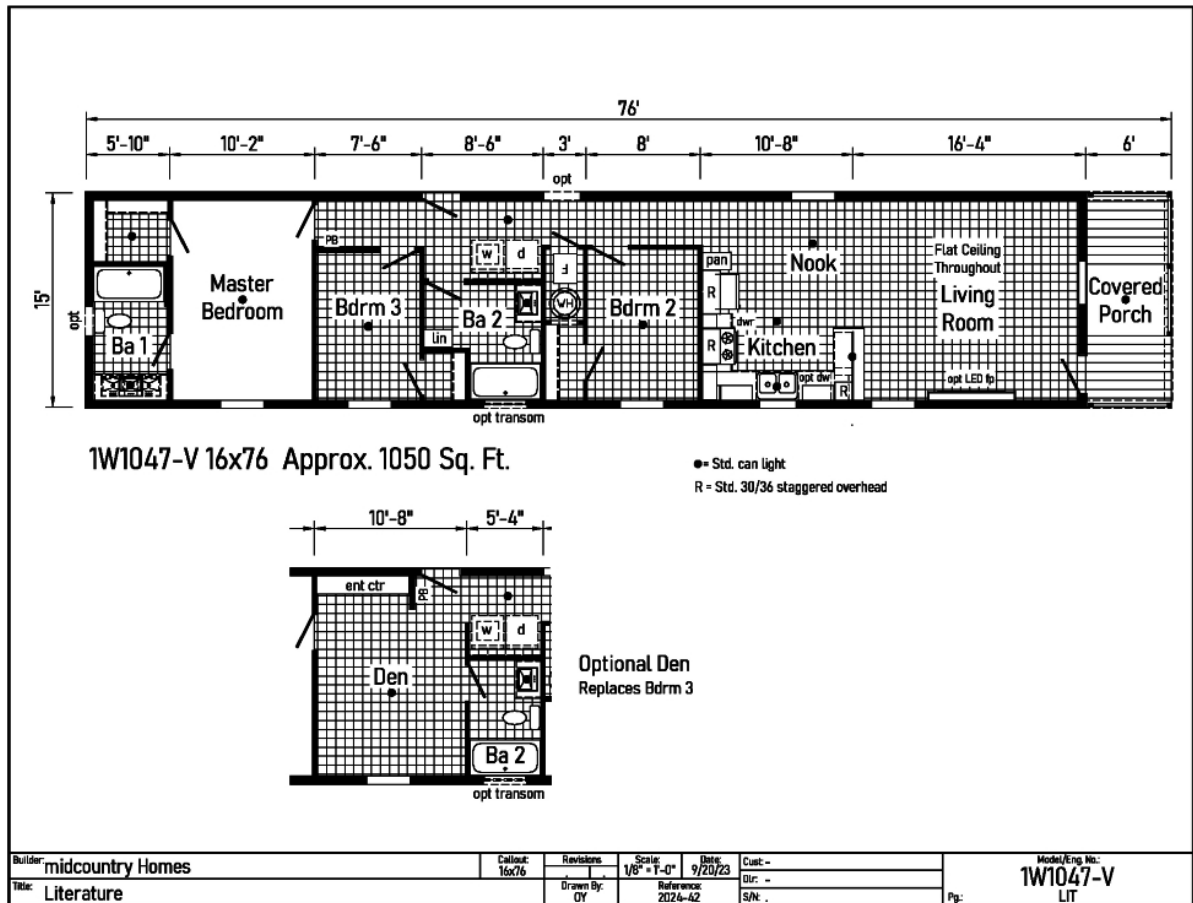 76'
5'-10" 10'-2" 7'-6" 8'-6" 3' 8' 10'-8" 16'-4" 6'
opt
15'
opt
PB
w d
F
WH
pan
R
R
dwr
lin
Master
Bedroom
Bdrm 3
Ba 1
Ba 2
Bdrm 2
Nook
Kitchen
opt dw
R
Flat Ceiling
Throughout
Living
Room
opt LED fp
Covered
Porch
opt transom
1W1047-V 16x76 Approx. 1050 Sq. Ft.
●= Std. can light
R = Std. 30/36 staggered overhead
10'-8" 5'-4"
ent ctr
PB
w d
Den
Ba 2
opt transom
Optional Den
Replaces Bdrm 3
Builder: midcountry Homes
Title: Literature
Callout:
16x76
Revisions
. .
Drawn By:
OY
Scale:
1/8" = 1'-0"
Date:
9/20/23
Reference:
2024-42
Cust: -
Dlr: -
S/N: .
Model/Eng. No.:
1W1047-V
Pg.: LIT